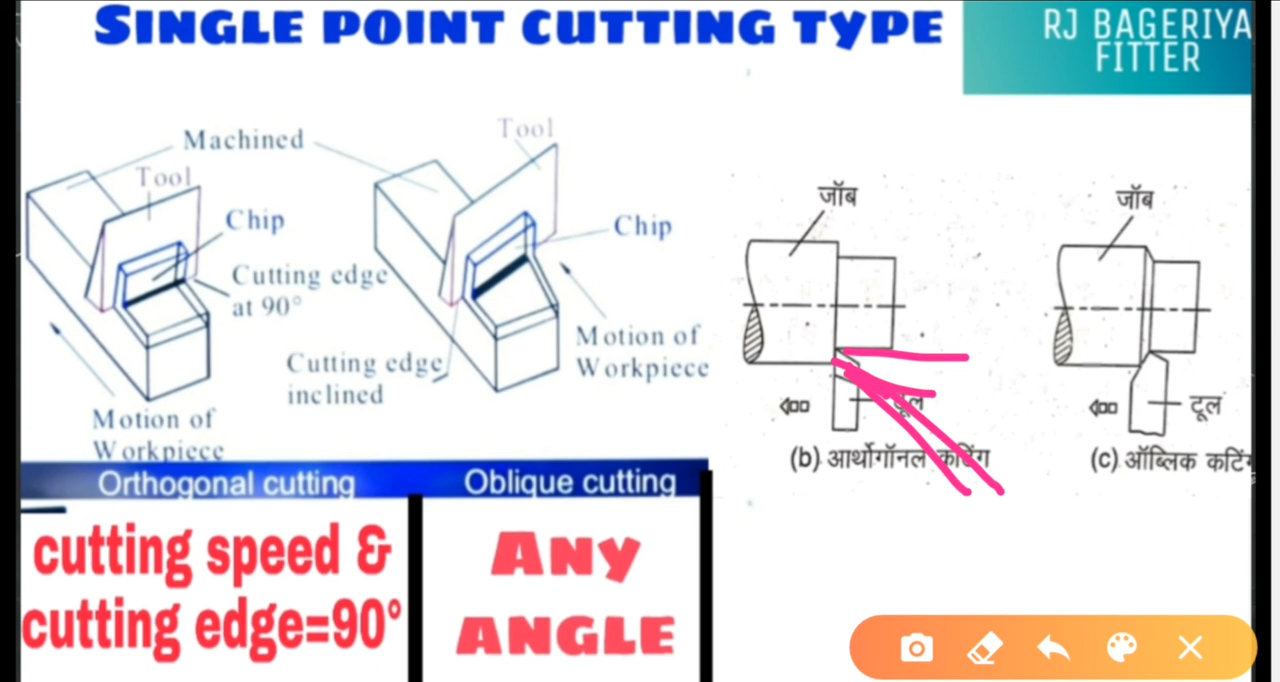 SINGLE POINT CUTTING TYPE
RJ BAGERIYA
FITTER
Machined
Tool
Chip
Cutting edge
at 90°
Motion of
Workpiece
Tool
Chip
Cutting edge
inclined
Motion of
Workpiece
जॉब
टूल
(b) आर्थोगॉनल कटिंग
जॉब
टूल
(c) ऑब्लिक
Orthogonal cutting
Oblique cutting
cutting speed &
cutting edge=90°
ANY
ANGLE